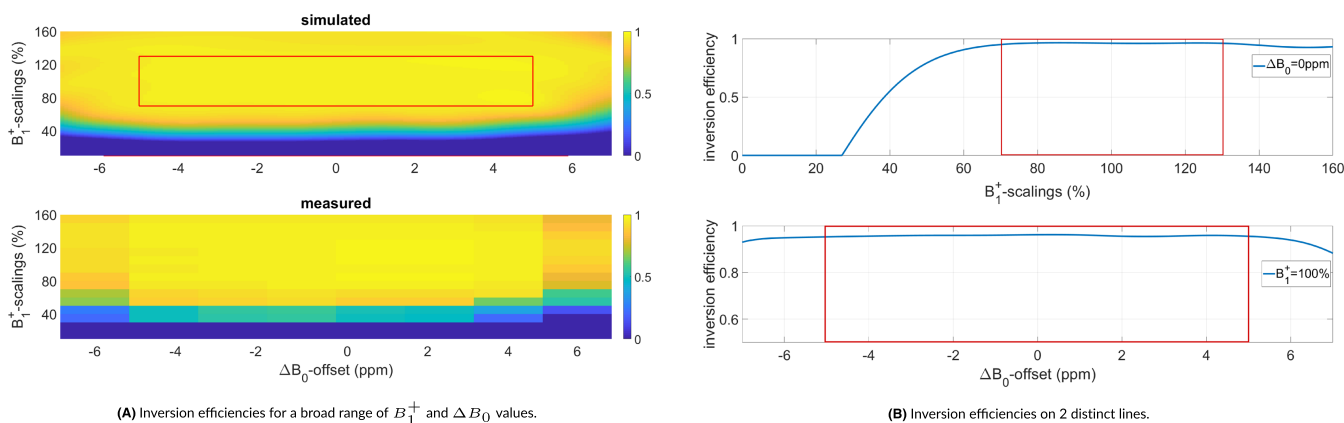 simulated
160
120
80
40
B₁⁺-scalings (%)
-6 -4 -2 0 2 4 6
1
0.5
0
measured
160
120
80
40
B₁⁺-scalings (%)
-6 -4 -2 0 2 4 6
ΔB₀-offset (ppm)
1
0.5
0
(A) Inversion efficiencies for a broad range of B₁⁺ and ΔB₀ values.
1
0.5
0
inversion efficiency
ΔB₀=0ppm
0 20 40 60 80 100 120 140 160
B₁⁺-scalings (%)
1
0.8
0.6
inversion efficiency
B₁⁺=100%
-6 -4 -2 0 2 4 6
ΔB₀-offset (ppm)
(B) Inversion efficiencies on 2 distinct lines.